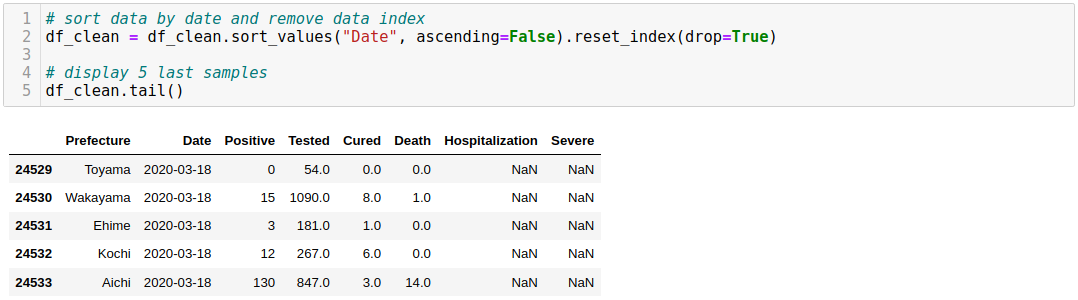 1 # sort data by date and remove data index
2 df_clean = df_clean.sort_values("Date", ascending=False).reset_index(drop=True)
3
4 # display 5 last samples
5 df_clean.tail()
Prefecture Date Positive Tested Cured Death Hospitalization Severe
24529 Toyama 2020-03-18 0 54.0 0.0 0.0 NaN NaN
24530 Wakayama 2020-03-18 15 1090.0 8.0 1.0 NaN NaN
24531 Ehime 2020-03-18 3 181.0 1.0 0.0 NaN NaN
24532 Kochi 2020-03-18 12 267.0 6.0 0.0 NaN NaN
24533 Aichi 2020-03-18 130 847.0 3.0 14.0 NaN NaN